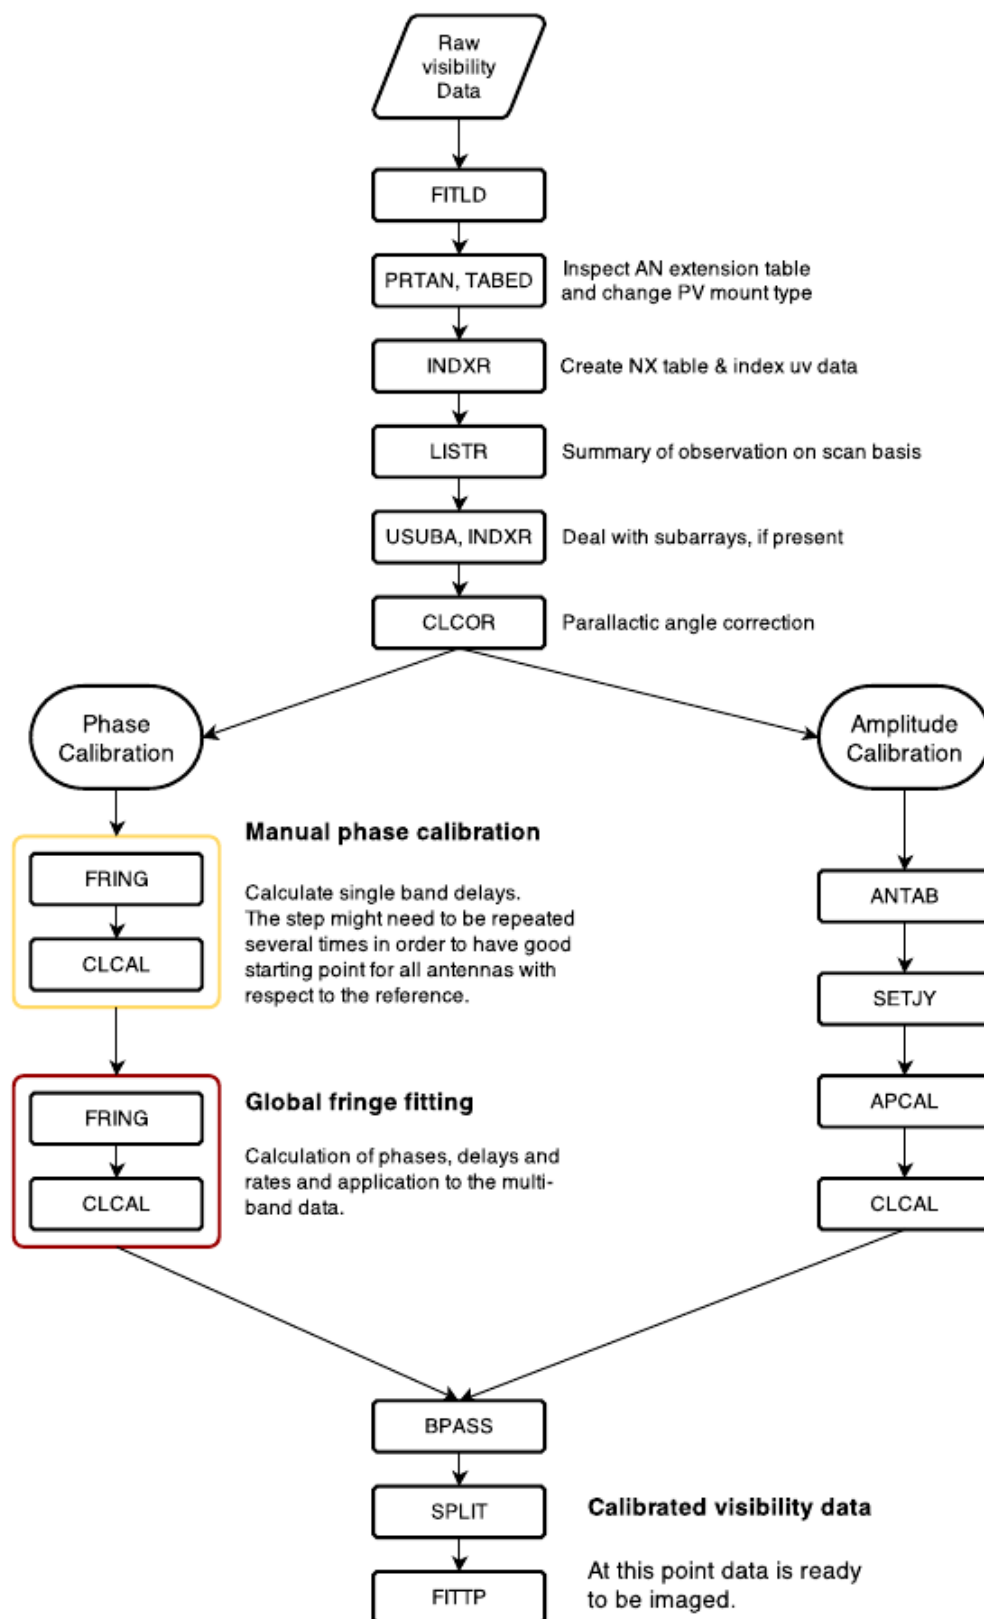 Raw
visibility
Data
FITLD
PRTAN, TABED
Inspect AN extension table
and change PV mount type
INDXR
Create NX table & index uv data
LISTR
Summary of observation on scan basis
USUBA, INDXR
Deal with subarrays, if present
CLCOR
Parallactic angle correction
Phase
Calibration
Amplitude
Calibration
Manual phase calibration
FRING
CLCAL
Calculate single band delays.
The step might need to be repeated
several times in order to have good
starting point for all antennas with
respect to the reference.
ANTAB
SETJY
Global fringe fitting
FRING
CLCAL
Calculation of phases, delays and
rates and application to the multi-
band data.
APCAL
CLCAL
BPASS
SPLIT
Calibrated visibility data
FITTP
At this point data is ready
to be imaged.